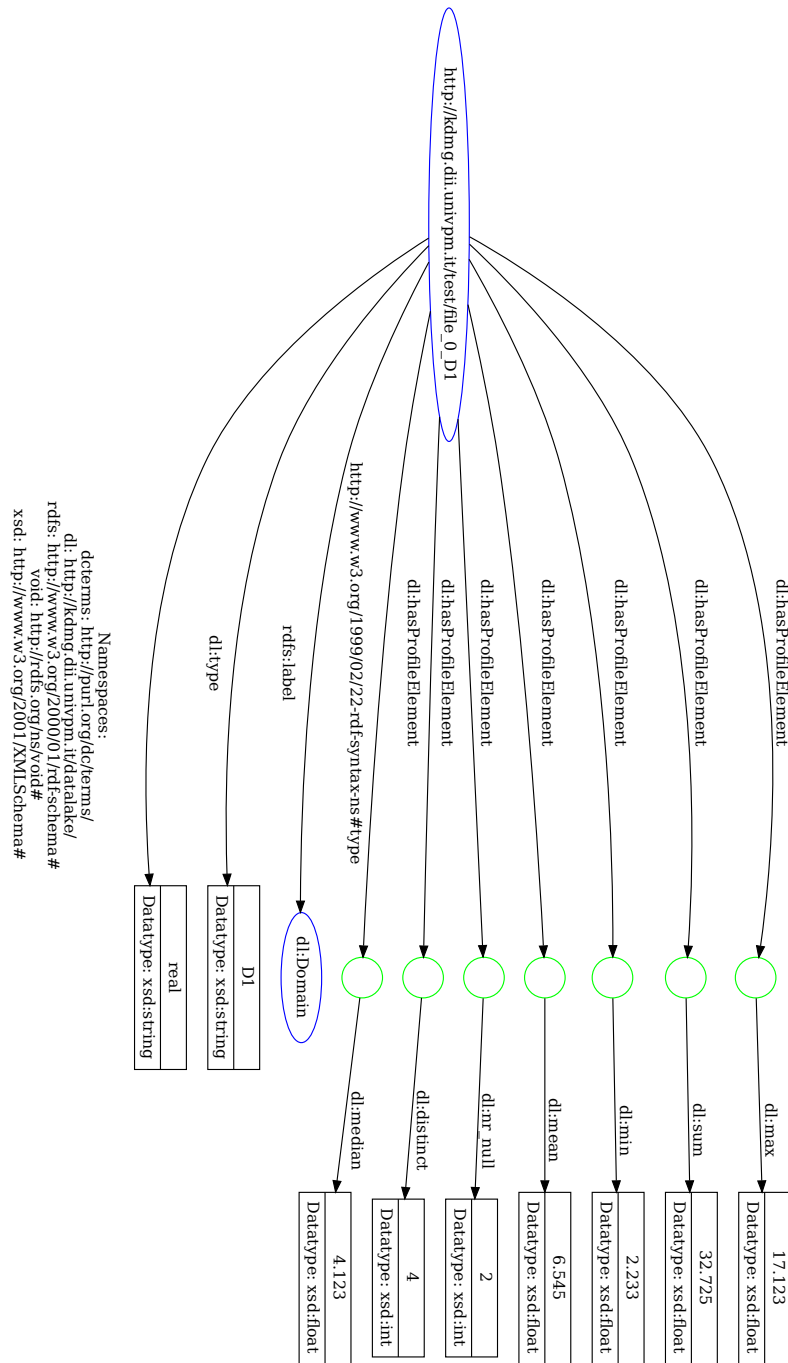 http://kdmg.dii.univpm.it/test/file_0_D1
dl:hasProfileElement
dl:hasProfileElement
dl:hasProfileElement
dl:hasProfileElement
dl:hasProfileElement
dl:hasProfileElement
dl:hasProfileElement
http://www.w3.org/1999/02/22-rdf-syntax-ns#type
rdfs:label
dl:type
dl:max
dl:sum
dl:min
dl:mean
dl:nr_null
dl:distinct
dl:median
17.123
Datatype: xsd:float
32.725
Datatype: xsd:float
2.233
Datatype: xsd:float
6.545
Datatype: xsd:float
2
Datatype: xsd:int
4
Datatype: xsd:int
4.123
Datatype: xsd:float
dl:Domain
D1
Datatype: xsd:string
real
Datatype: xsd:string
Namespaces:
dcterms: http://purl.org/dc/terms/
dl: http://kdmg.dii.univpm.it/datalake/
rdfs: http://www.w3.org/2000/01/rdf-schema#
void: http://rdfs.org/ns/void#
xsd: http://www.w3.org/2001/XMLSchema#